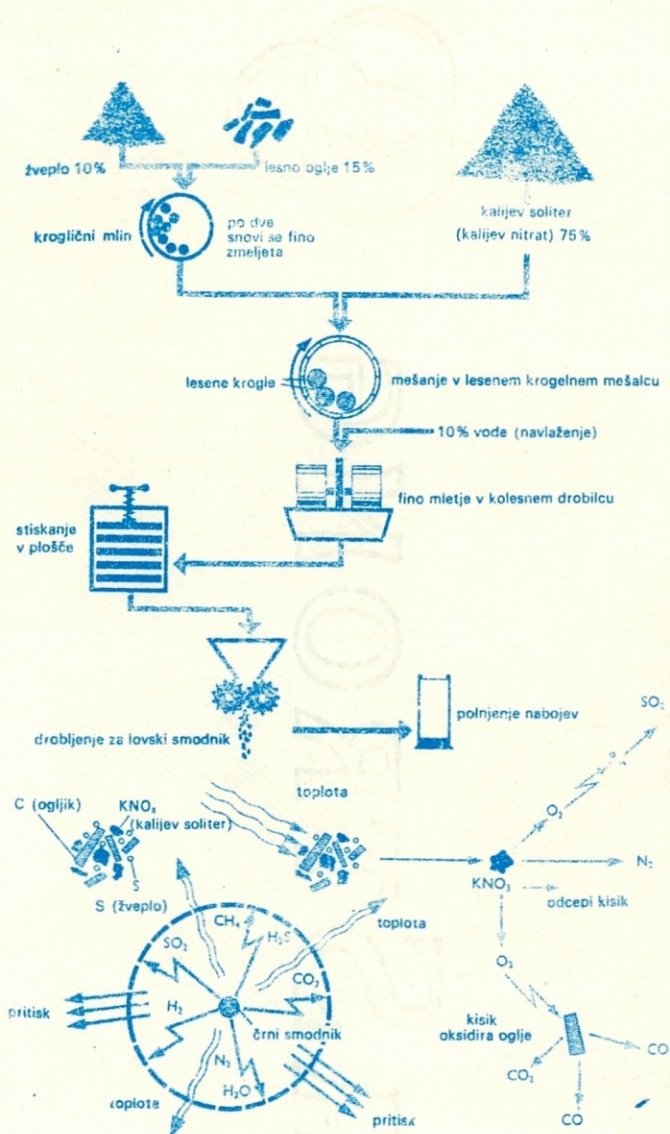 žveplo 10%
lesno oglje 15%
kroglični mlin
po dve
snovi se fino
zmeljeta
kalijev soliter
(kalijev nitrat) 75%
lesene krogle
mešanje v lesenem krogelnem mešalcu
10% vode (navlaženje)
fino mletje v kolesnem drobilcu
stiskanje
v plošče
drobljenje za lovski smodnik
polnjenje nabojev
SO₂
O₂
N₂
KNO₃
odcepi kisik
O₂
kisik
oksidira oglje
CO
CO₂
CO
toplota
C (ogljik)
KNO₃
(kalijev soliter)
S
S (žveplo)
toplota
CH₄
H₂S
SO₂
CO₂
H₂
črni smodnik
N₂
H₂O
pritisk
toplota
pritisk